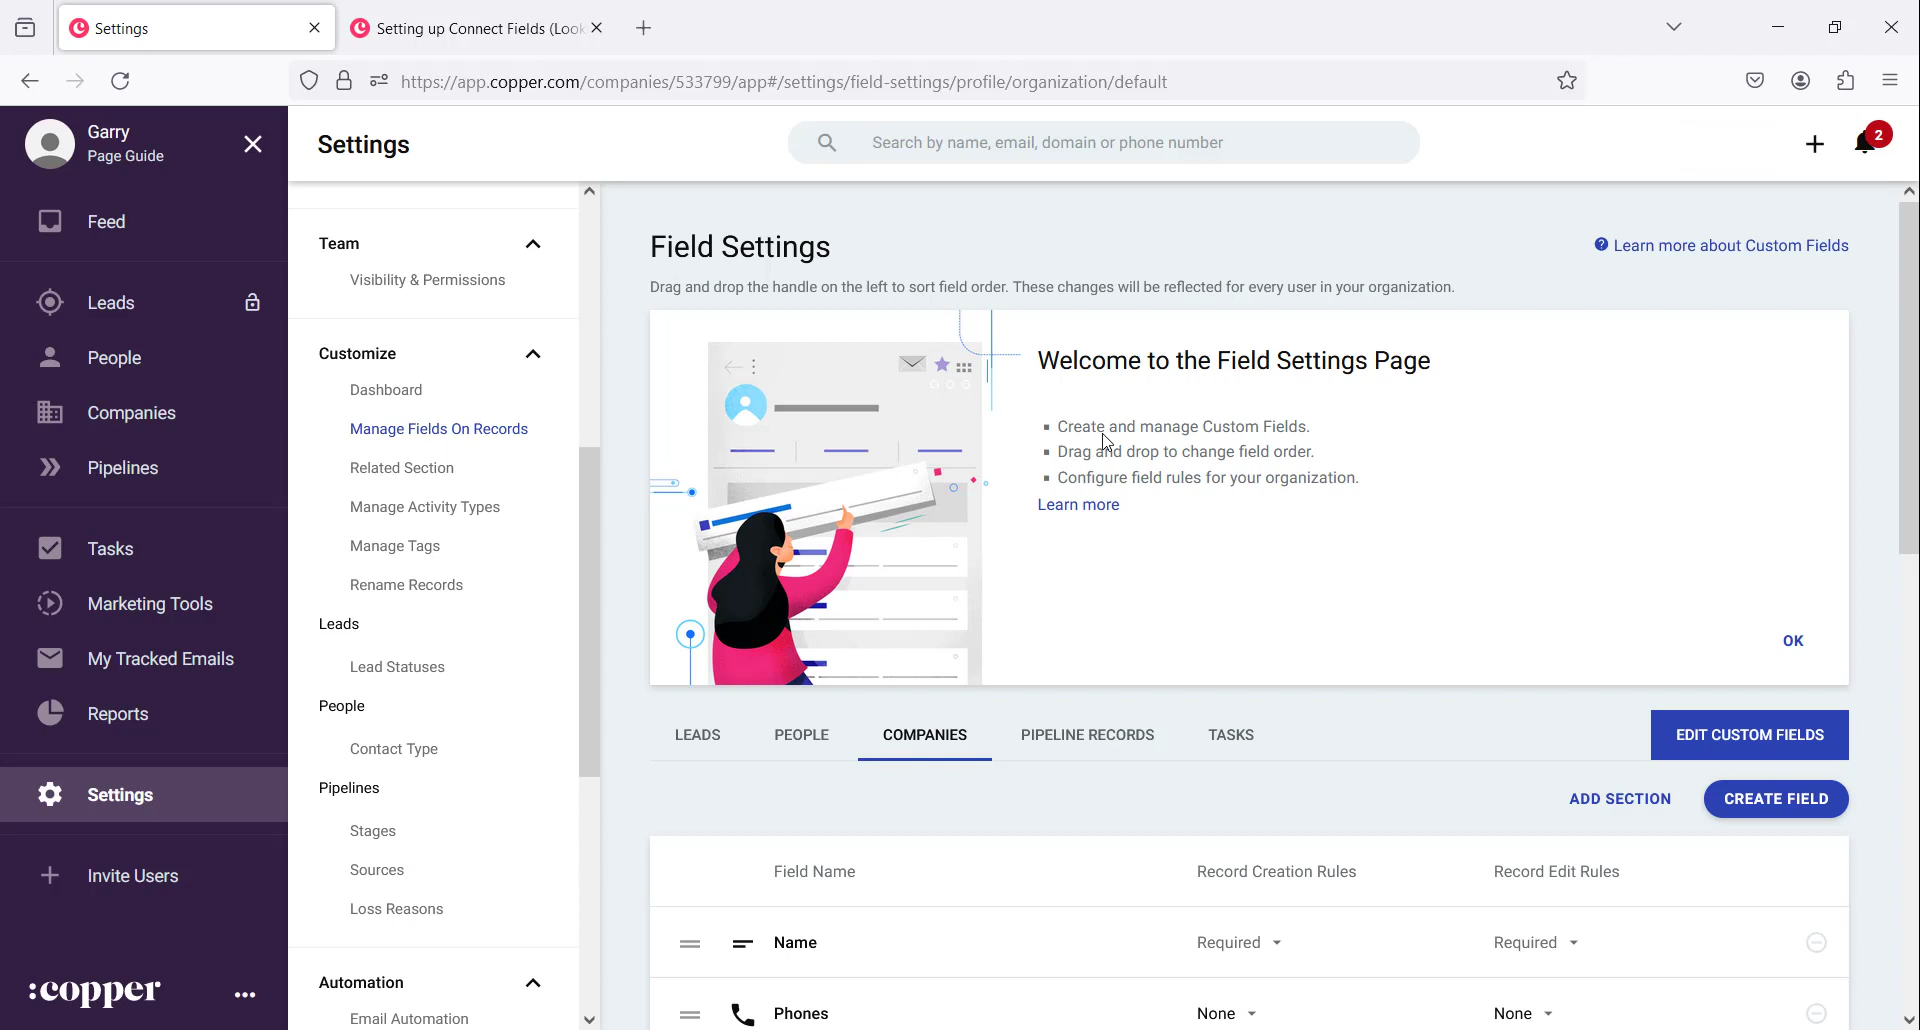 Settings
Setting up Connect Fields (Look
https://app.copper.com/companies/533799/app#/settings/field-settings/profile/organization/default
Garry
Page Guide
Settings
Search by name, email, domain or phone number
2
Feed
Leads
People
Companies
Pipelines
Tasks
Marketing Tools
My Tracked Emails
Reports
Settings
Invite Users
:copper
Team
Visibility & Permissions
Customize
Dashboard
Manage Fields On Records
Related Section
Manage Activity Types
Manage Tags
Rename Records
Leads
Lead Statuses
People
Contact Type
Pipelines
Stages
Sources
Loss Reasons
Automation
Email Automation
Field Settings
Learn more about Custom Fields
Drag and drop the handle on the left to sort field order. These changes will be reflected for every user in your organization.
Welcome to the Field Settings Page
Create and manage Custom Fields.
Drag and drop to change field order.
Configure field rules for your organization.
Learn more
OK
LEADS PEOPLE COMPANIES PIPELINE RECORDS TASKS
EDIT CUSTOM FIELDS
ADD SECTION CREATE FIELD
Field Name Record Creation Rules Record Edit Rules
Name Required Required
Phones None None